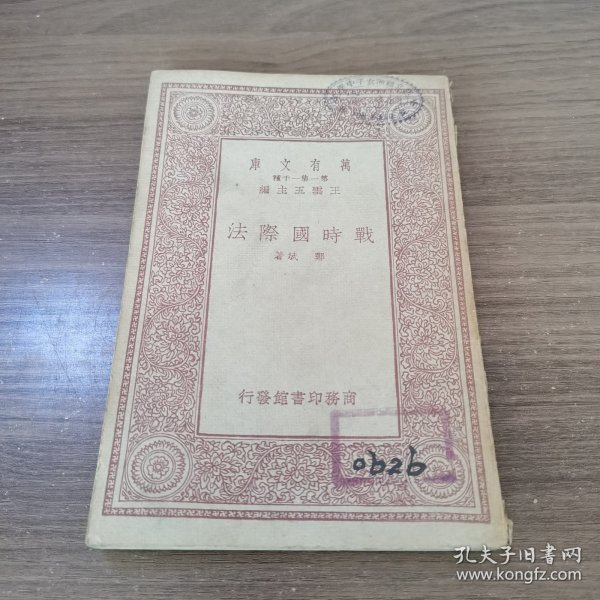 庫文有萬
種千一集一第
編主五雲王
法際國時戰
著斌鄭
行發館書印務商
0626
孔夫子旧书网
www.kongfz.com